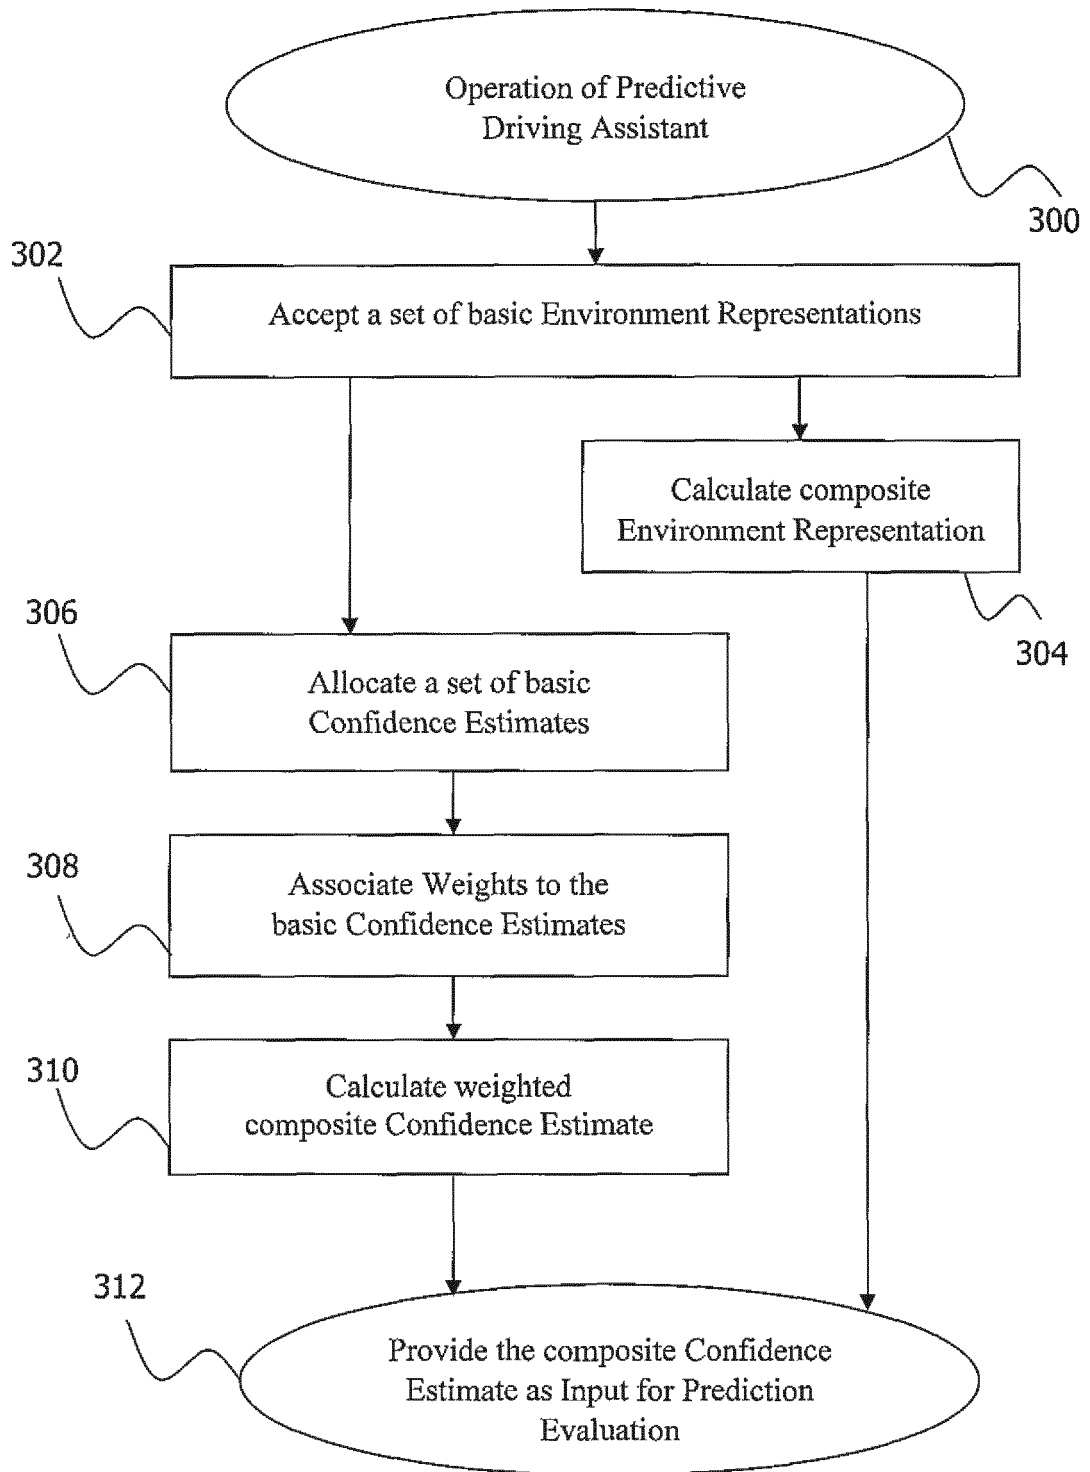 Operation of Predictive
Driving Assistant
300
302
Accept a set of basic Environment Representations
Calculate composite
Environment Representation
304
306
Allocate a set of basic
Confidence Estimates
308
Associate Weights to the
basic Confidence Estimates
310
Calculate weighted
composite Confidence Estimate
312
Provide the composite Confidence
Estimate as Input for Prediction
Evaluation